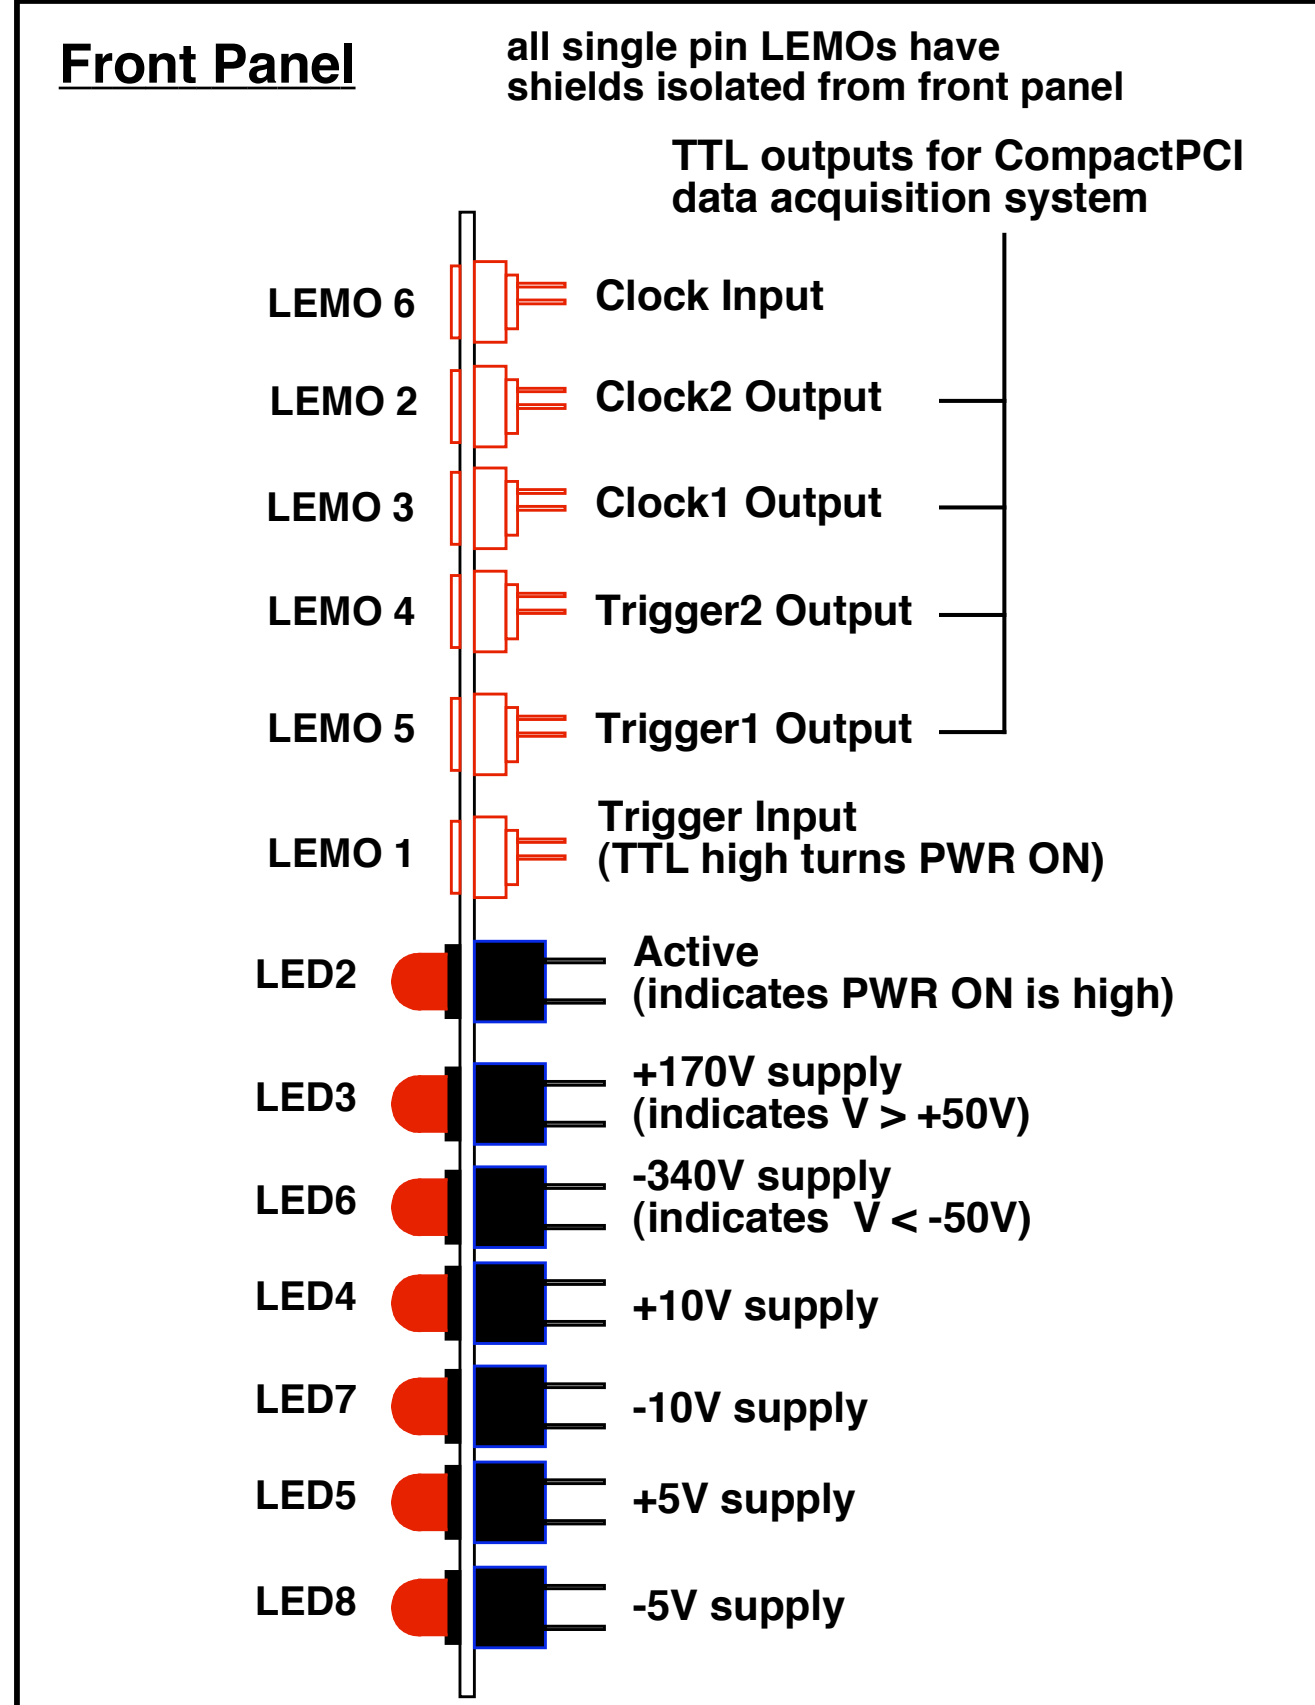 Front Panel
all single pin LEMOs have
shields isolated from front panel
TTL outputs for CompactPCI
data acquisition system
LEMO 6 Clock Input
LEMO 2 Clock2 Output
LEMO 3 Clock1 Output
LEMO 4 Trigger2 Output
LEMO 5 Trigger1 Output
LEMO 1
Trigger Input
(TTL high turns PWR ON)
LED2
Active
(indicates PWR ON is high)
LED3
+170V supply
(indicates V > +50V)
LED6
-340V supply
(indicates  V < -50V)
LED4 +10V supply
LED7 -10V supply
LED5 +5V supply
LED8 -5V supply